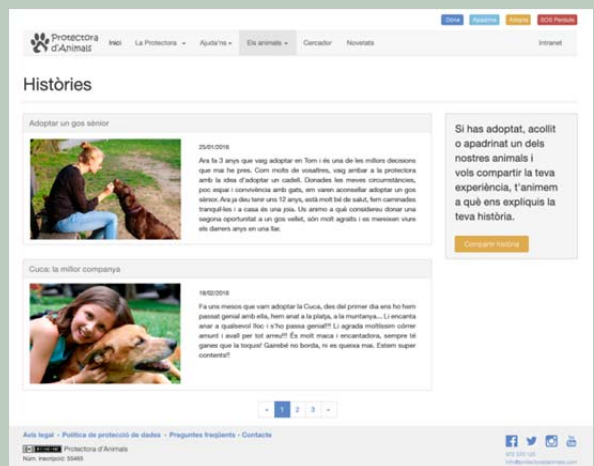 Dóna Apadrina Adopta SOS Perduts
Protectora d'Animals
Inici La Protectora Ajuda'ns Els animals Cercador Novetats Intranet
Històries
Adoptar un gos sènior
25/01/2016
Ara fa 3 anys que vaig adoptar en Tom i és una de les millors decisions
que mai he pres. Com molts de vosaltres, vaig arribar a la protectora
amb la idea d'adoptar un cadell. Donades les meves circumstàncies,
poc espai i convivència amb gats, em varen aconsellar adoptar un gos
sènior. Ara ja deu tenir uns 12 anys, està molt bé de salut, fem caminades
tranquil·les i a casa és una joia. Us animo a què considereu donar una
segona oportunitat a un gos vellet, són molt agraïts i es mereixen viure
els darrers anys en una llar.
Si has adoptat, acollit
o apadrinat un dels
nostres animals i
vols compartir la teva
experiència, t'animem
a què ens expliquis la
teva història.
Compartir història
Cuca: la millor companya
18/02/2016
Fa uns mesos que vam adoptar la Cuca, des del primer dia ens ho hem
passat genial amb ella, hem anat a la platja, a la muntanya... Li encanta
anar a qualsevol lloc i s'ho passa genial!!! Li agrada moltíssim córrer
amunt i avall per tot arreu!!! És molt maca i encantadora, sempre té
ganes que la toquis! Gairebé no borda, ni es queixa mai. Estem super
contents!!
« 1 2 3 »
Avís legal - Política de protecció de dades - Preguntes freqüents - Contacte
Protectora d'Animals
Núm. inscripció: 55465
972 520 125
info@protectoradanimals.com